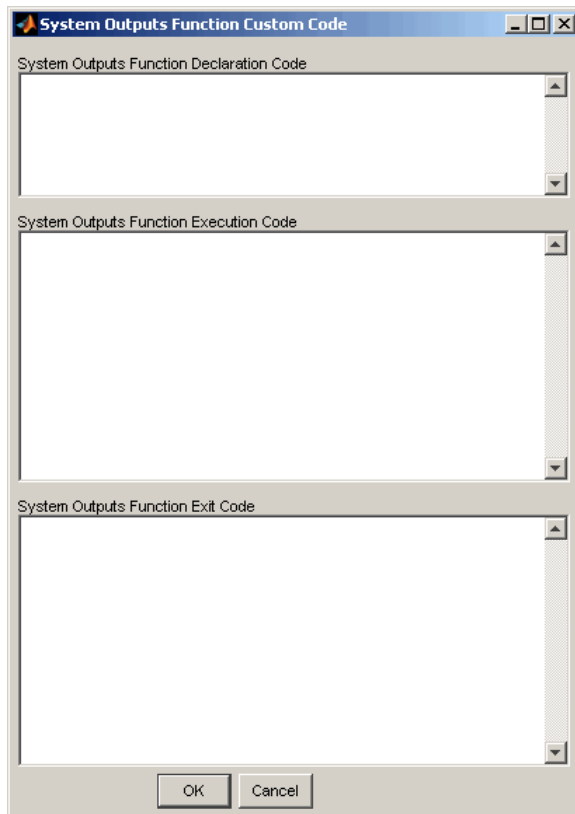 System Outputs Function Custom Code
System Outputs Function Declaration Code
System Outputs Function Execution Code
System Outputs Function Exit Code
OK Cancel